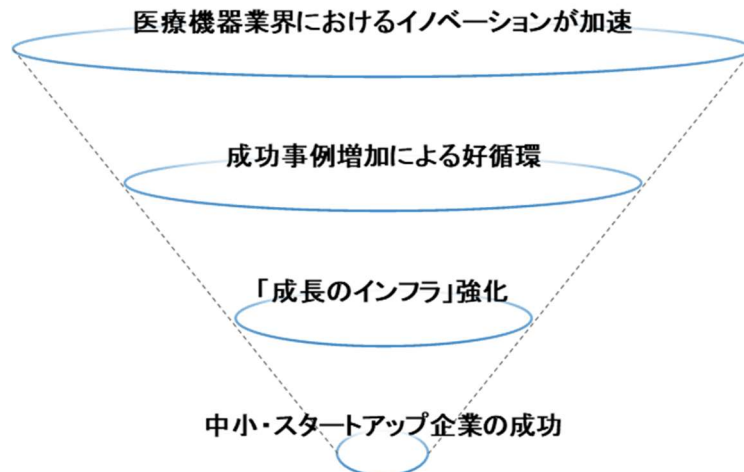 医療機器業界におけるイノベーションが加速
成功事例増加による好循環
「成長のインフラ」強化
中小・スタートアップ企業の成功